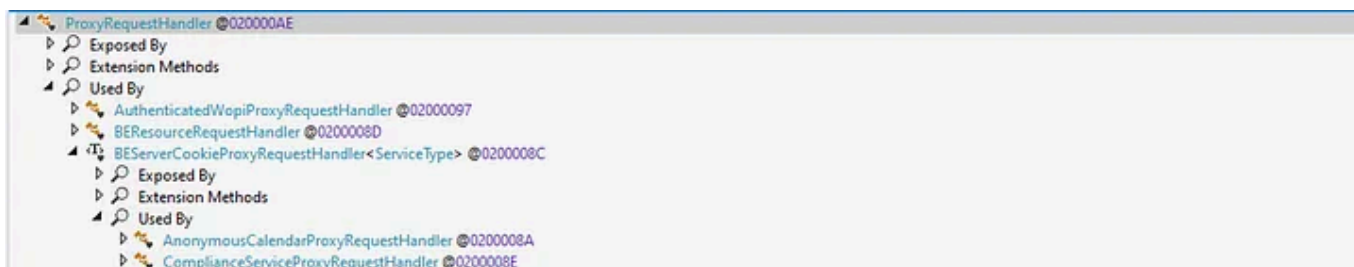 ProxyRequestHandler @020000AE
Exposed By
Extension Methods
Used By
AuthenticatedWopiProxyRequestHandler @02000097
BEResourceRequestHandler @0200008D
BEServerCookieProxyRequestHandler<ServiceType> @0200008C
Exposed By
Extension Methods
Used By
AnonymousCalendarProxyRequestHandler @0200008A
ComplianceServiceProxyRequestHandler @0200008E